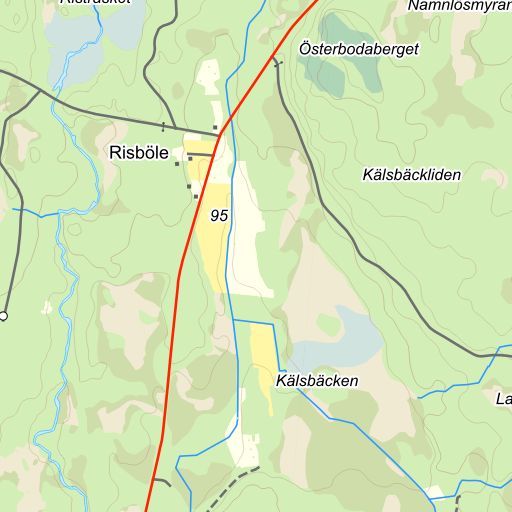 Namnlösmyran
Österbodaberget
Risböle
Kälsbäckliden
95
Kälsbäcken